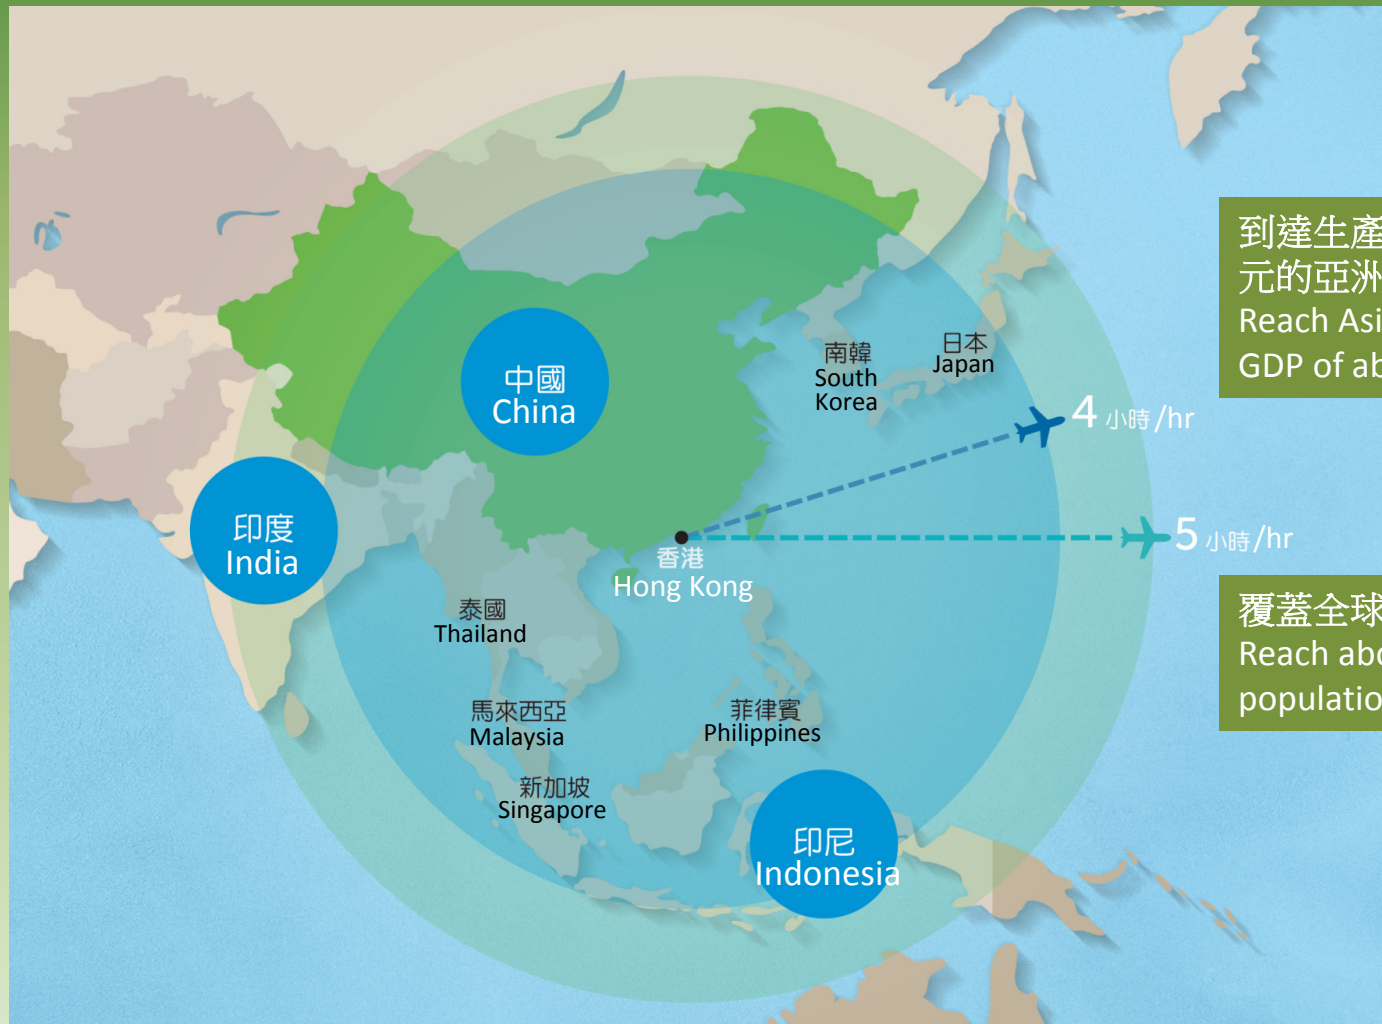 中國
China
印度
India
南韓
South
Korea
日本
Japan
4 小時/hr
5 小時/hr
香港
Hong Kong
泰國
Thailand
馬來西亞
Malaysia
新加坡
Singapore
菲律賓
Philippines
印尼
Indonesia
到達生產
元的亞洲
Reach Asi
GDP of ab
覆蓋全球
Reach abo
populatio